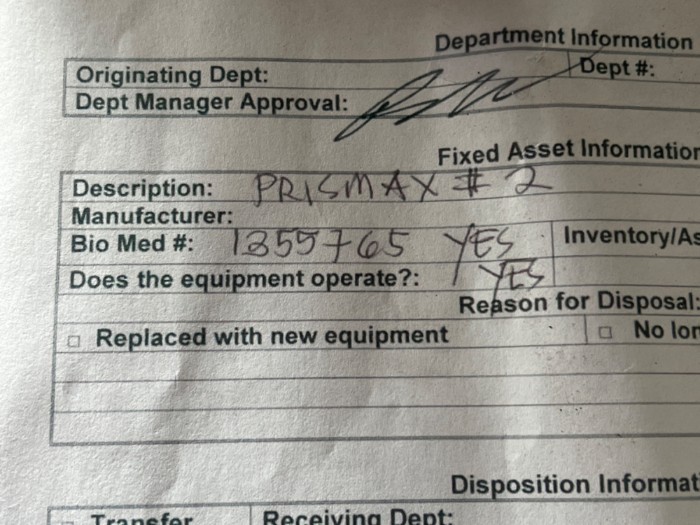 Department Information
Originating Dept: Dept #:
Dept Manager Approval:
Fixed Asset Information
Description: PRISMAX # 2
Manufacturer:
Bio Med #: 1355765 YES Inventory/As
Does the equipment operate?: YES
Reason for Disposal:
Replaced with new equipment No lon
Disposition Informat
Transfer Receiving Dept: